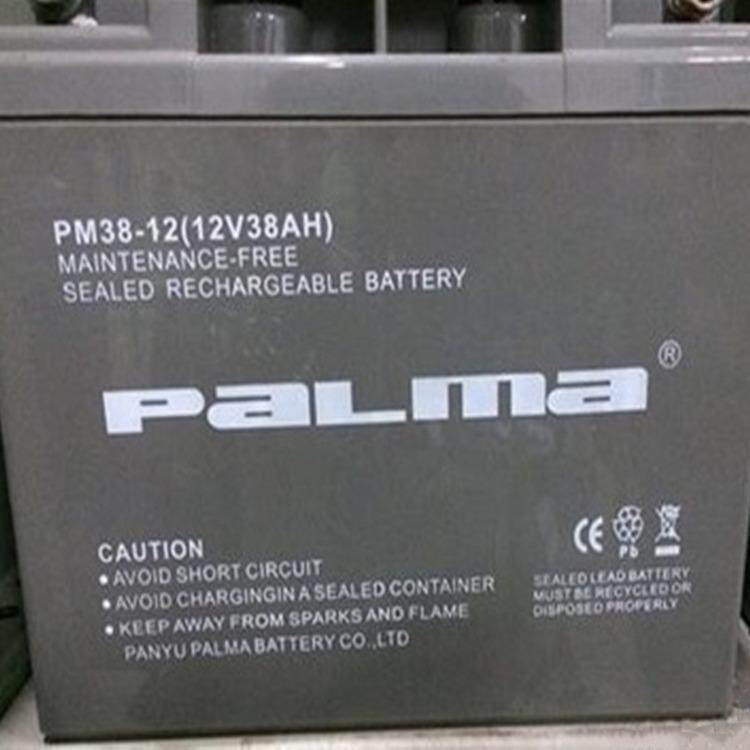 PM38-12(12V38AH)
MAINTENANCE-FREE
SEALED RECHARGEABLE BATTERY
PALMA®
CE
Pb
CAUTION
• AVOID SHORT CIRCUIT
• AVOID CHARGINGIN A SEALED CONTAINER
• KEEP AWAY FROM SPARKS AND FLAME
PANYU PALMA BATTERY CO.,LTD
SEALED LEAD BATTERY
MUST BE RECYCLED OR
DISPOSED PROPERLY